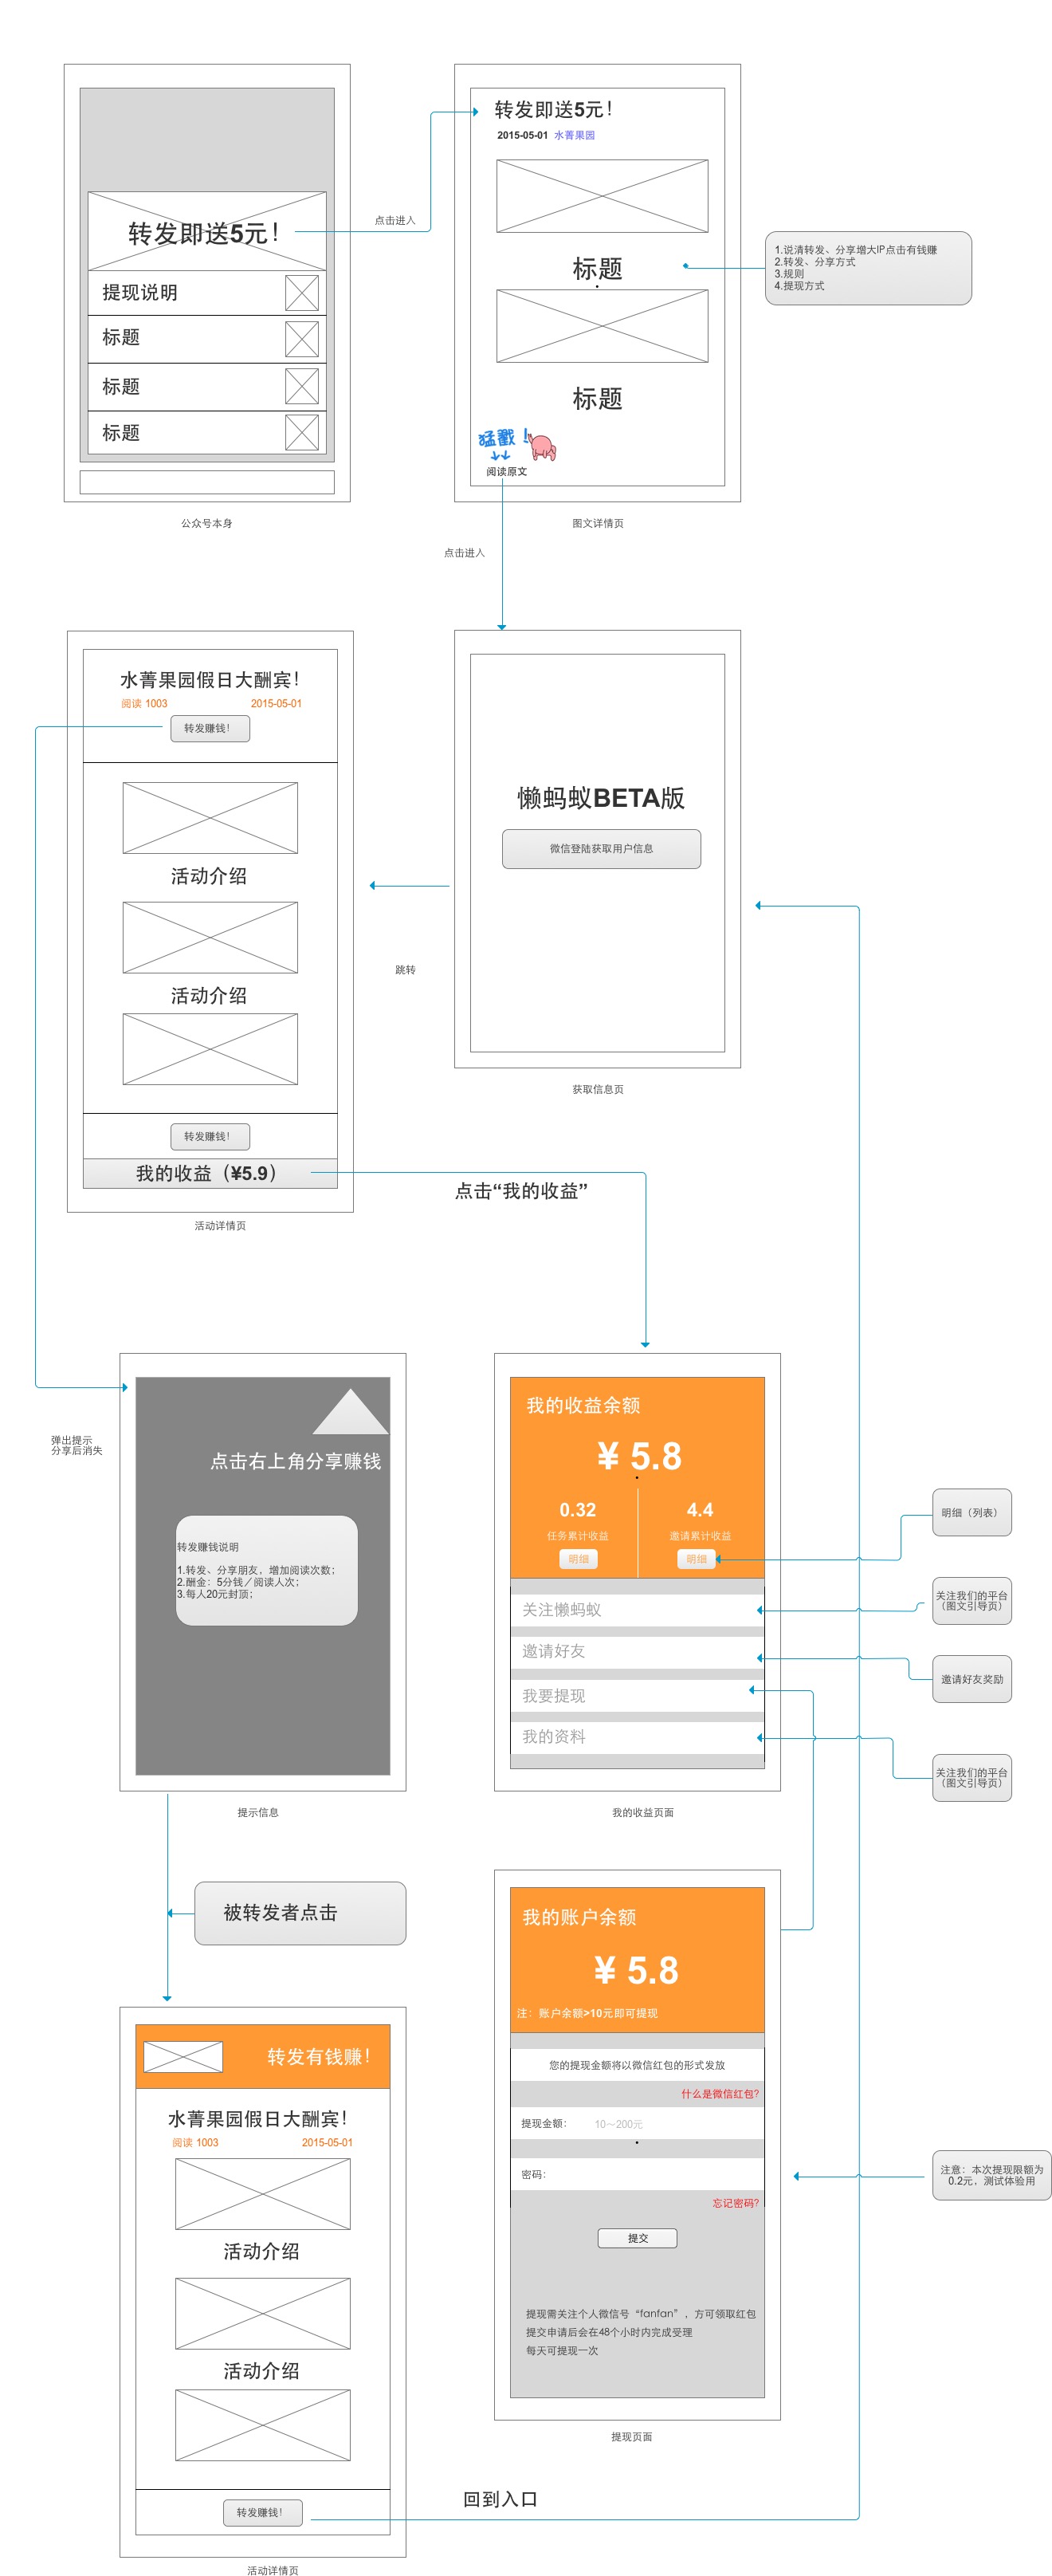 转发即送5元！
提现说明
标题
标题
标题
公众号本身
点击进入
转发即送5元！
2015-05-01 水菁果园
标题
标题
猛戳！
阅读原文
图文详情页
1.说清转发、分享增大IP点击有钱赚
2.转发、分享方式
3.规则
4.提现方式
点击进入
水菁果园假日大酬宾！
阅读 1003 2015-05-01
转发赚钱！
活动介绍
活动介绍
转发赚钱！
我的收益（¥5.9）
活动详情页
懒蚂蚁BETA版
微信登陆获取用户信息
获取信息页
跳转
点击“我的收益”
弹出提示
分享后消失
点击右上角分享赚钱
转发赚钱说明
1.转发、分享朋友，增加阅读次数；
2.酬金：5分钱／阅读人次；
3.每人20元封顶；
提示信息
我的收益余额
¥ 5.8
0.32 4.4
任务累计收益 邀请累计收益
明细 明细
关注懒蚂蚁
邀请好友
我要提现
我的资料
我的收益页面
明细（列表）
关注我们的平台
（图文引导页）
邀请好友奖励
关注我们的平台
（图文引导页）
被转发者点击
我的账户余额
¥ 5.8
注：账户余额>10元即可提现
您的提现金额将以微信红包的形式发放
什么是微信红包?
提现金额： 10～200元
密码：
忘记密码?
提交
提现需关注个人微信号“fanfan”，方可领取红包
提交申请后会在48个小时内完成受理
每天可提现一次
提现页面
注意：本次提现限额为
0.2元，测试体验用
转发有钱赚！
水菁果园假日大酬宾！
阅读 1003 2015-05-01
活动介绍
活动介绍
转发赚钱！
活动详情页
回到入口